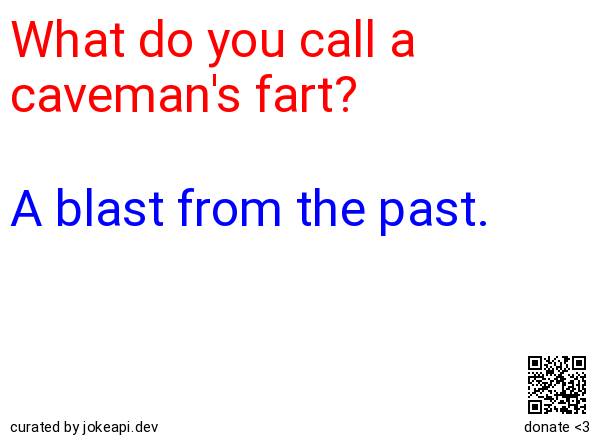 What do you call a
caveman's fart?
A blast from the past.
curated by jokeapi.dev
donate <3